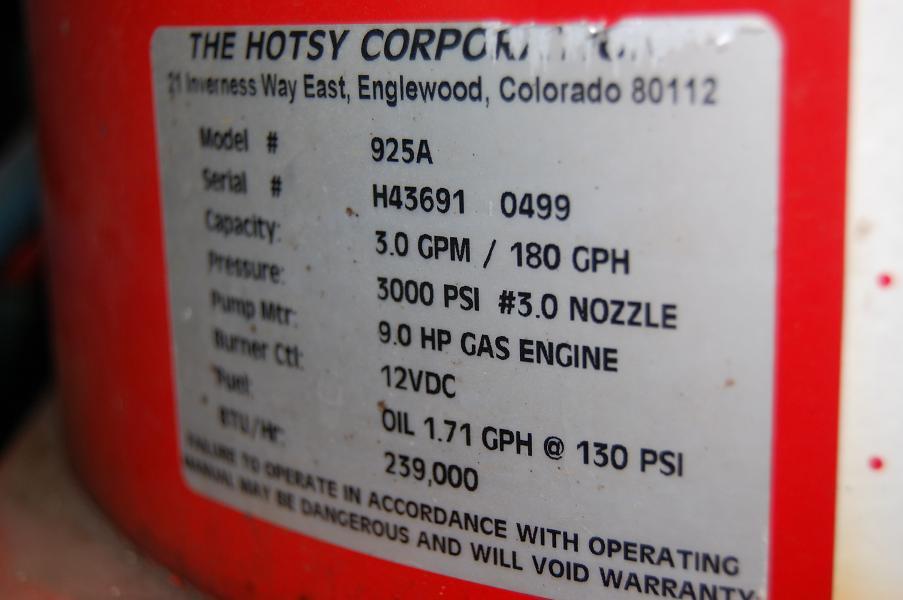 THE HOTSY CORPORATION
21 Inverness Way East, Englewood, Colorado 80112
Model # 925A
Serial # H43691 0499
Capacity: 3.0 GPM / 180 GPH
Pressure: 3000 PSI #3.0 NOZZLE
Pump Mtr: 9.0 HP GAS ENGINE
Burner Ctl: 12VDC
Fuel: OIL 1.71 GPH @ 130 PSI
BTU/Hr: 239,000
FAILURE TO OPERATE IN ACCORDANCE WITH OPERATING
MANUAL MAY BE DANGEROUS AND WILL VOID WARRANTY.